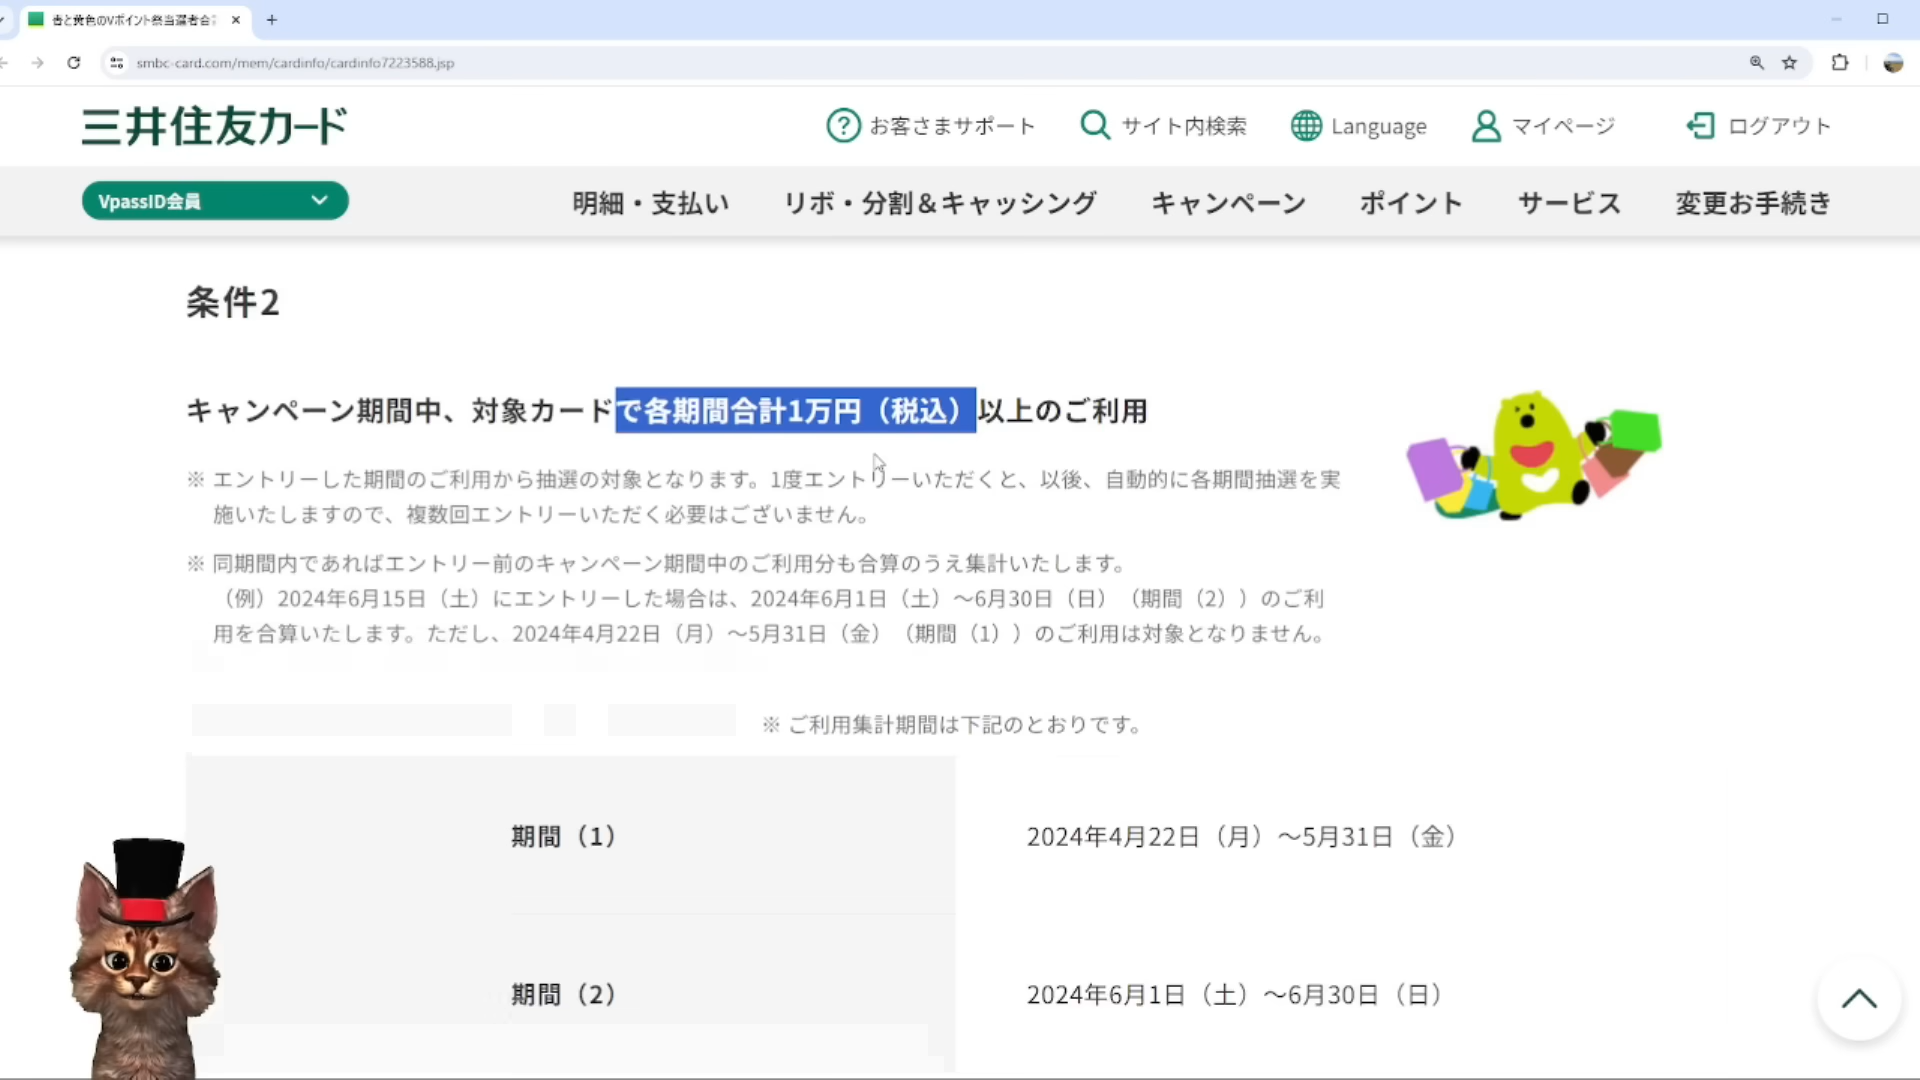 青と黄色のVポイント祭当選者合
smbc-card.com/mem/cardinfo/cardinfo7223588.jsp
三井住友カード
お客さまサポート
サイト内検索
Language
マイページ
ログアウト
VpassID会員
明細・支払い
リボ・分割＆キャッシング
キャンペーン
ポイント
サービス
変更お手続き
条件2
キャンペーン期間中、対象カードで各期間合計1万円（税込）以上のご利用
※ エントリーした期間のご利用から抽選の対象となります。1度エントリーいただくと、以後、自動的に各期間抽選を実
施いたしますので、複数回エントリーいただく必要はございません。
※ 同期間内であればエントリー前のキャンペーン期間中のご利用分も合算のうえ集計いたします。
（例）2024年6月15日（土）にエントリーした場合は、2024年6月1日（土）～6月30日（日）（期間（2））のご利
用を合算いたします。ただし、2024年4月22日（月）～5月31日（金）（期間（1））のご利用は対象となりません。
※ ご利用集計期間は下記のとおりです。
期間（1）
2024年4月22日（月）～5月31日（金）
期間（2）
2024年6月1日（土）～6月30日（日）